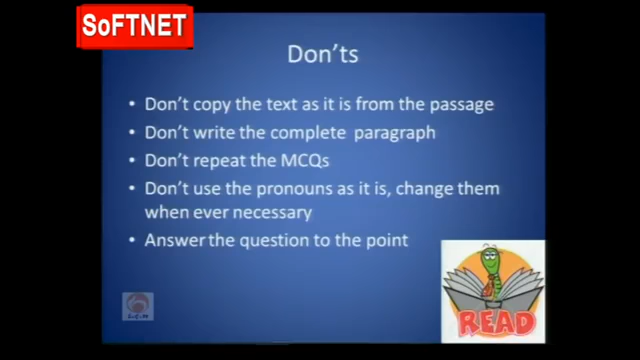 SoFTNET
Don'ts
• Don't copy the text as it is from the passage
• Don't write the complete paragraph
• Don't repeat the MCQs
• Don't use the pronouns as it is, change them
when ever necessary
• Answer the question to the point
READ